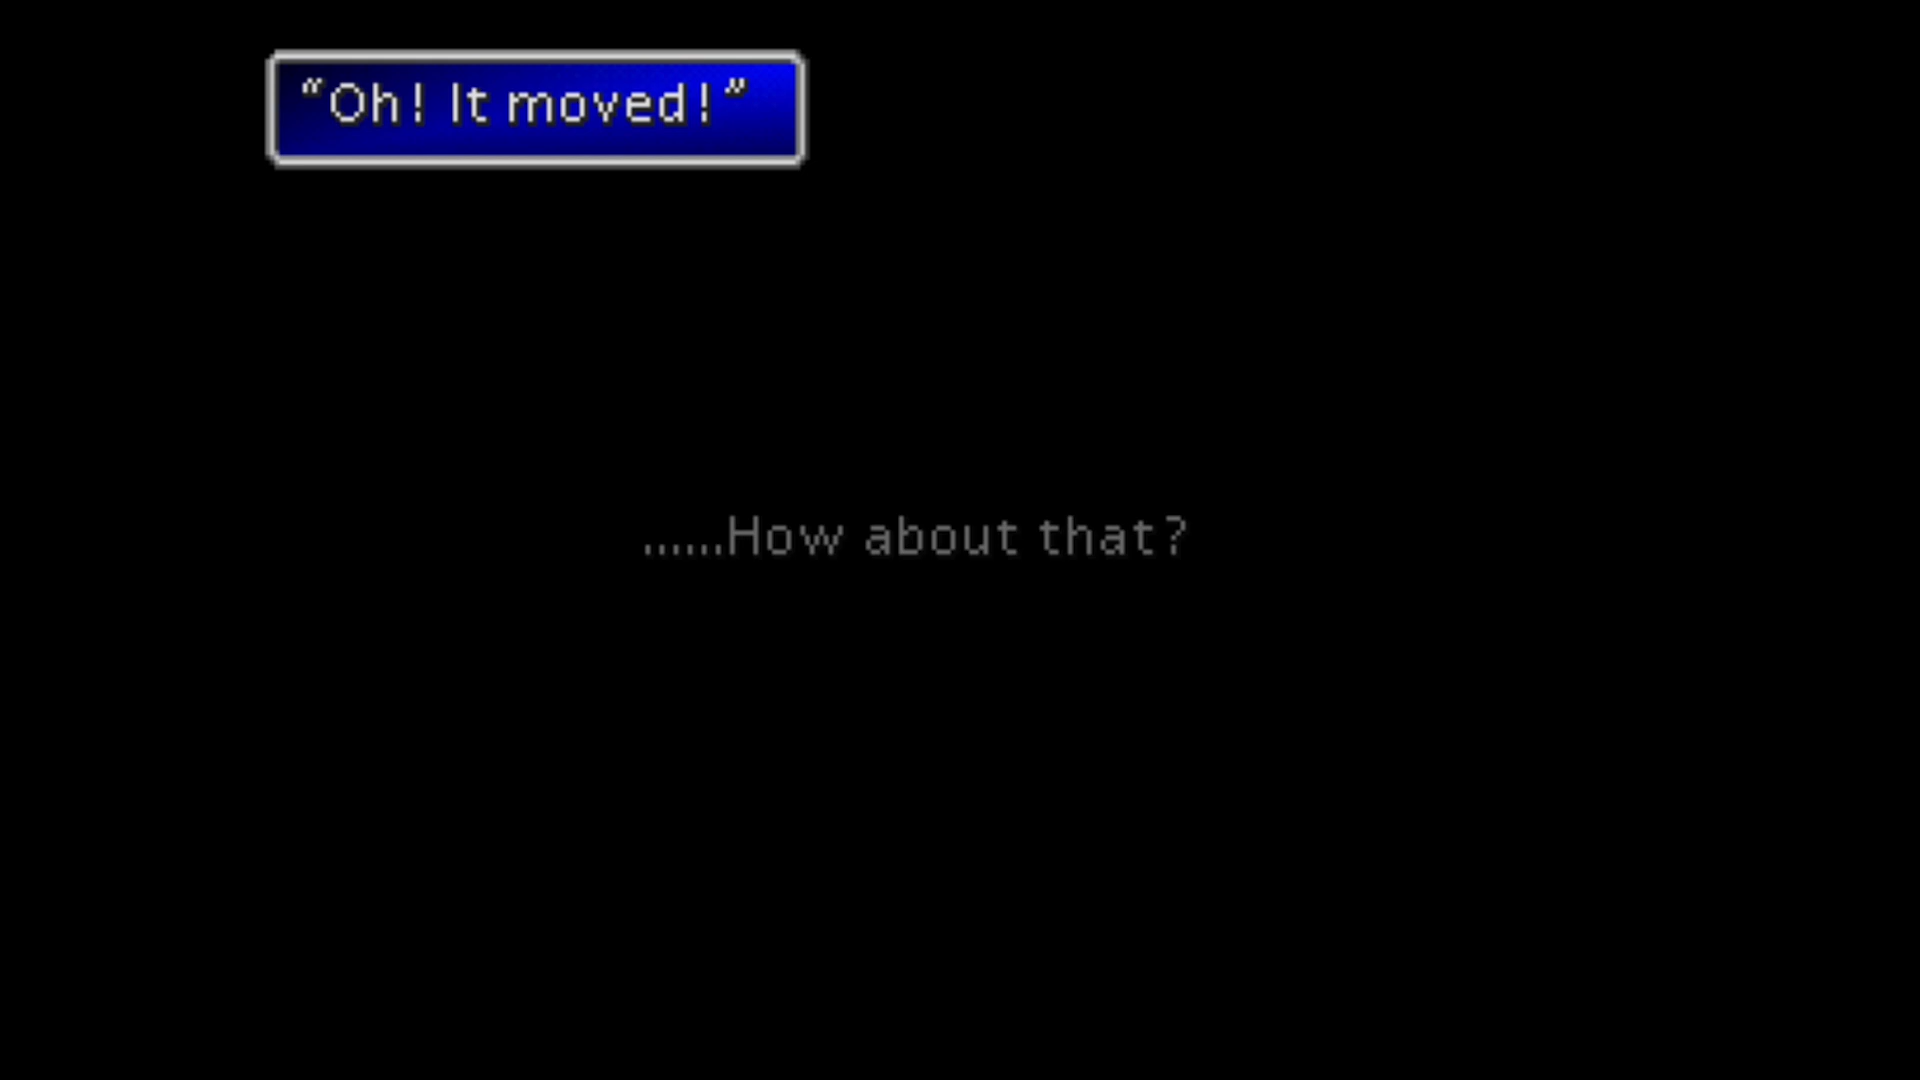 “Oh! It moved!”
......How about that?